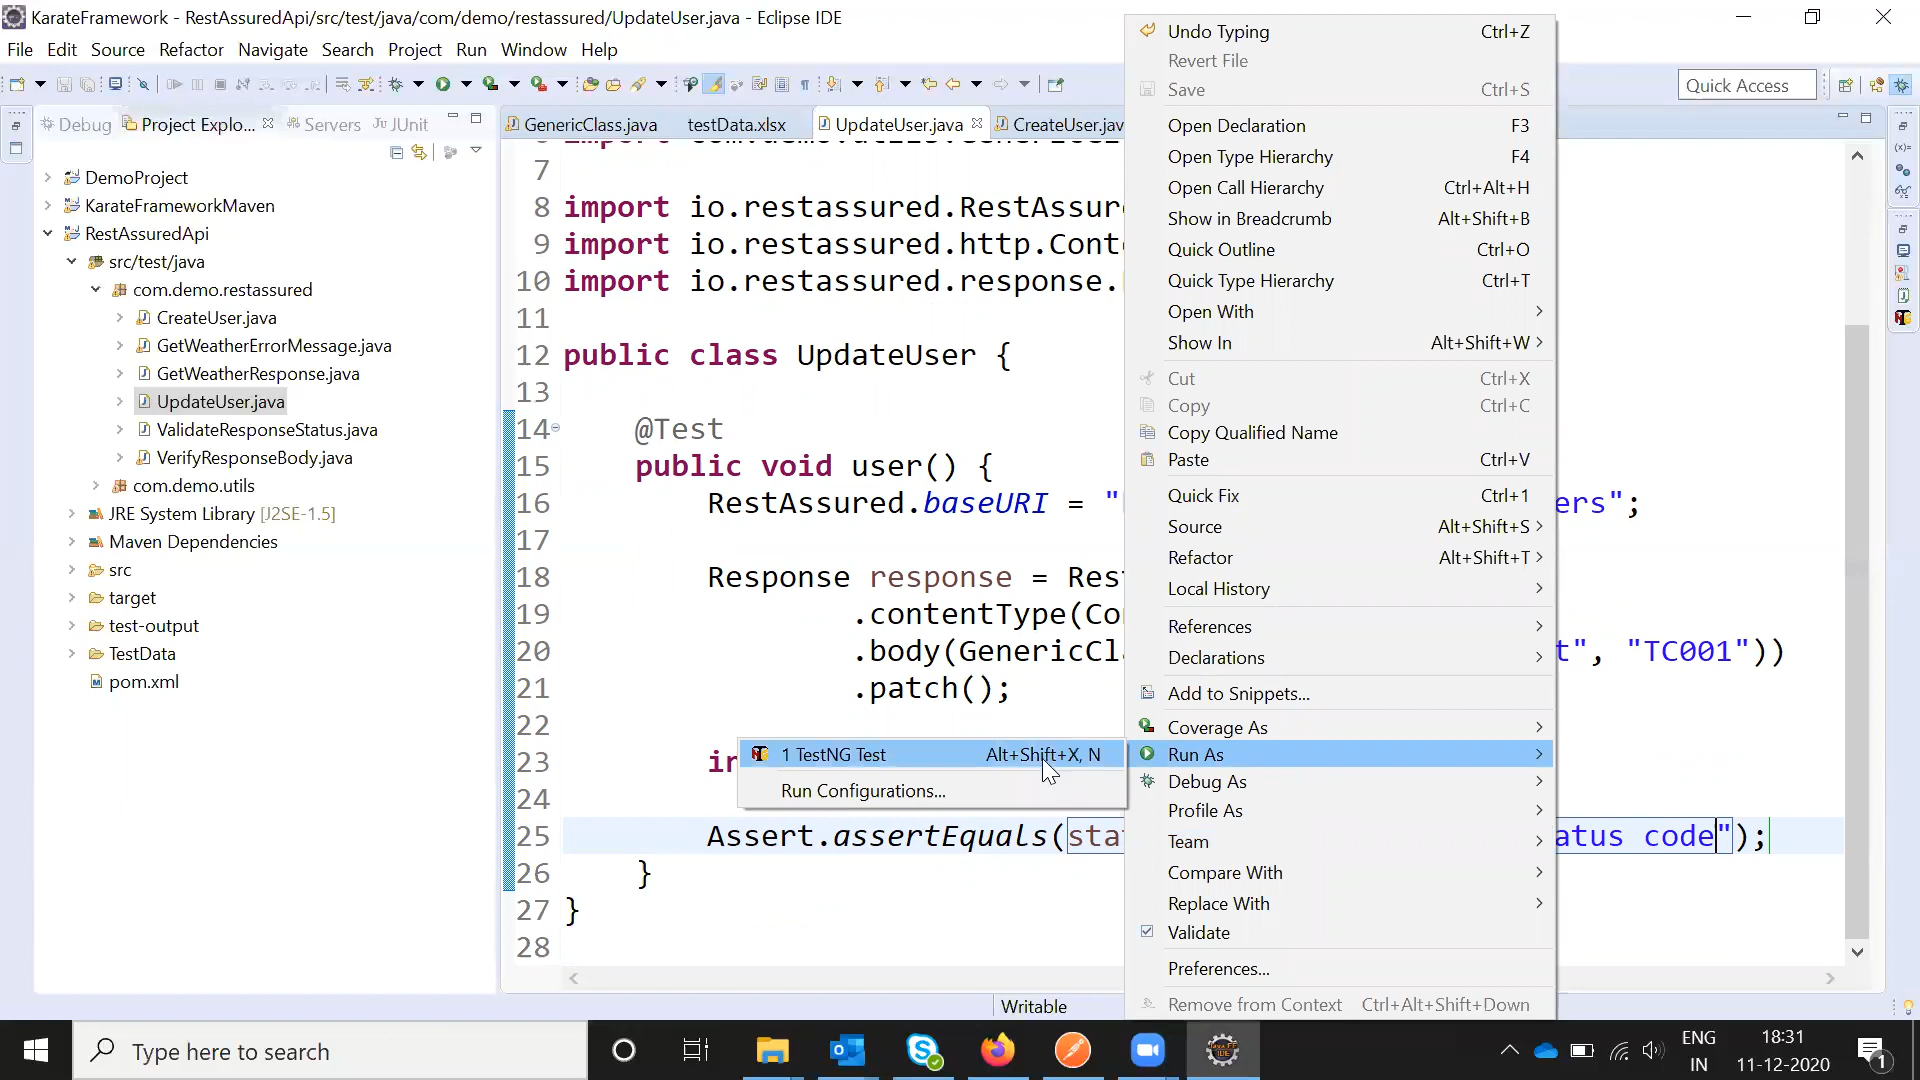 KarateFramework - RestAssuredApi/src/test/java/com/demo/restassured/UpdateUser.java - Eclipse IDE
File Edit Source Refactor Navigate Search Project Run Window Help
Quick Access
Debug Project Explo... Servers JUnit
DemoProject
KarateFrameworkMaven
RestAssuredApi
src/test/java
com.demo.restassured
CreateUser.java
GetWeatherErrorMessage.java
GetWeatherResponse.java
UpdateUser.java
ValidateResponseStatus.java
VerifyResponseBody.java
com.demo.utils
JRE System Library [J2SE-1.5]
Maven Dependencies
src
target
test-output
TestData
pom.xml
GenericClass.java testData.xlsx UpdateUser.java CreateUser.jav
7
8 import io.restassured.RestAssur
9 import io.restassured.http.Cont
10 import io.restassured.response.
11
12 public class UpdateUser {
13
14 @Test
15 public void user() {
16 RestAssured.baseURI = " ers";
17
18 Response response = Res
19 .contentType(Co
20 .body(GenericCl t", "TC001"))
21 .patch();
22
23 in
24
25 Assert.assertEquals(sta atus code");
26 }
27 }
28
Undo Typing Ctrl+Z
Revert File
Save Ctrl+S
Open Declaration F3
Open Type Hierarchy F4
Open Call Hierarchy Ctrl+Alt+H
Show in Breadcrumb Alt+Shift+B
Quick Outline Ctrl+O
Quick Type Hierarchy Ctrl+T
Open With
Show In Alt+Shift+W
Cut Ctrl+X
Copy Ctrl+C
Copy Qualified Name
Paste Ctrl+V
Quick Fix Ctrl+1
Source Alt+Shift+S
Refactor Alt+Shift+T
Local History
References
Declarations
Add to Snippets...
Coverage As
Run As
Debug As
Profile As
Team
Compare With
Replace With
Validate
Preferences...
Remove from Context Ctrl+Alt+Shift+Down
1 TestNG Test Alt+Shift+X, N
Run Configurations...
Writable
Type here to search
ENG
IN
18:31
11-12-2020
1